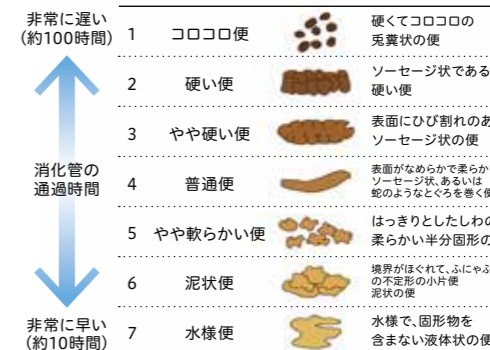 非常に遅い
(約100時間)
消化管の
通過時間
非常に早い
(約10時間)
1 コロコロ便 硬くてコロコロの
兎糞状の便
2 硬い便 ソーセージ状である
硬い便
3 やや硬い便 表面にひび割れのあ
ソーセージ状の便
4 普通便 表面がなめらかで柔らか
ソーセージ状、あるいは
蛇のようなとぐろを巻く便
5 やや軟らかい便 はっきりとしたしわの
柔らかい半分固形の
6 泥状便 境界がほぐれて、ふにゃふ
の不定形の小片便
泥状の便
7 水様便 水様で、固形物を
含まない液体状の便